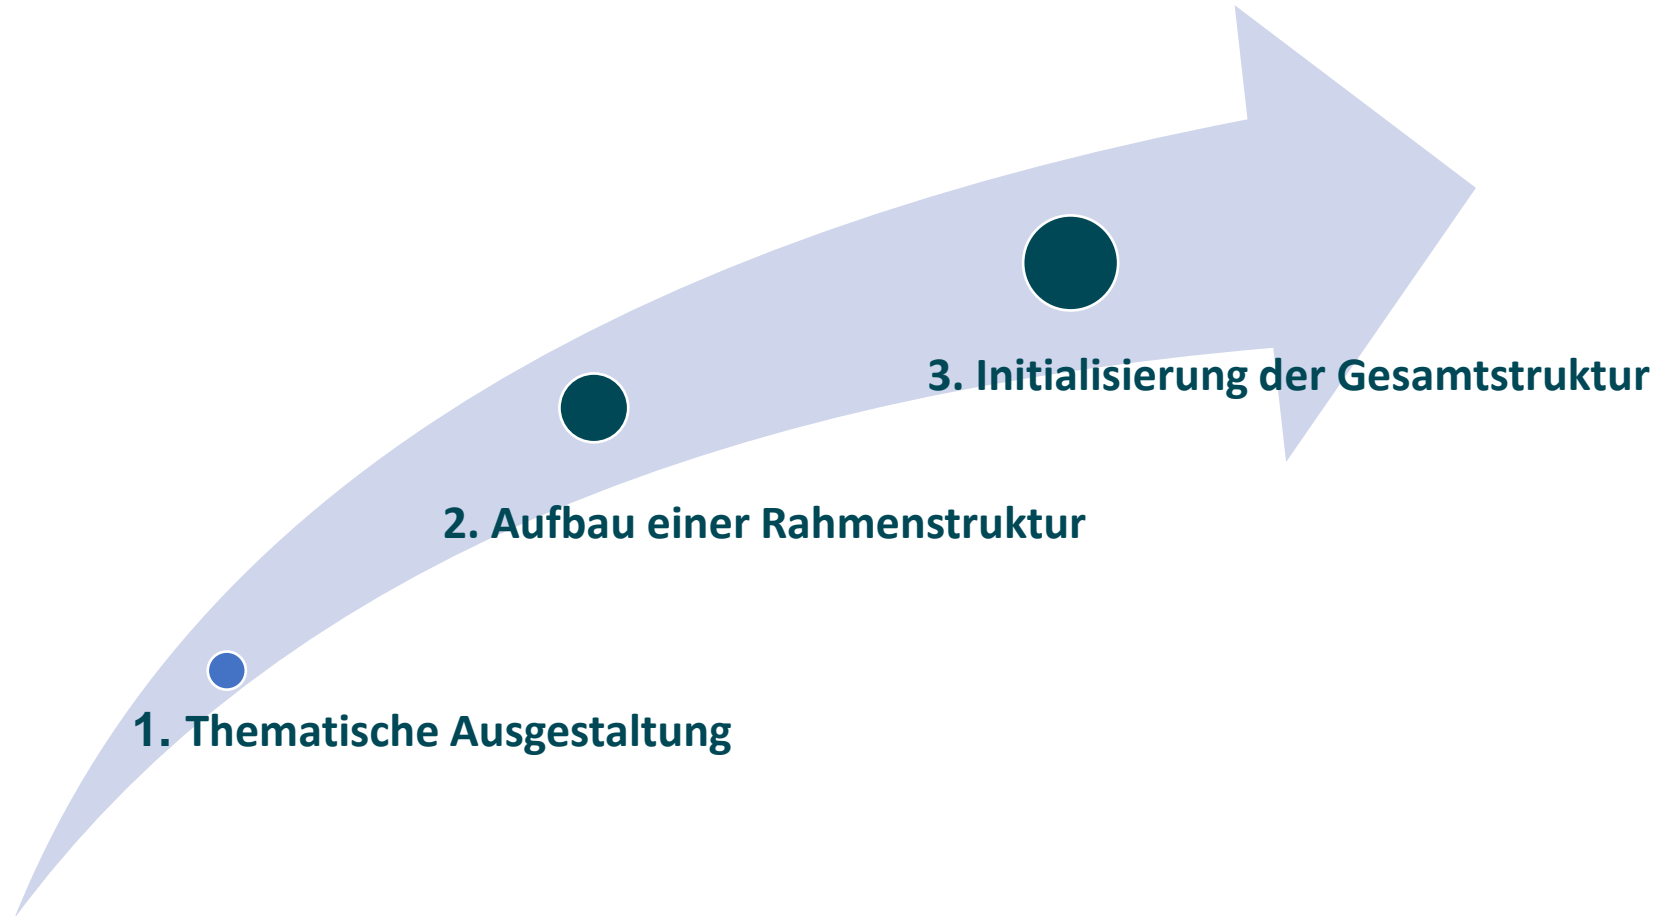 3. Initialisierung der Gesamtstruktur
2. Aufbau einer Rahmenstruktur
1. Thematische Ausgestaltung